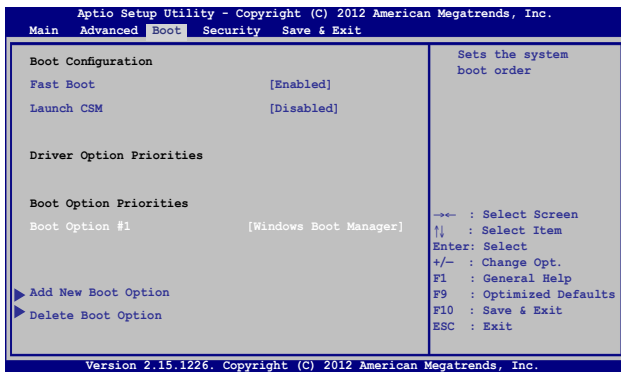 Aptio Setup Utility - Copyright (C) 2012 American Megatrends, Inc.
Main Advanced Boot Security Save & Exit
Boot Configuration
Fast Boot [Enabled]
Launch CSM [Disabled]
Driver Option Priorities
Boot Option Priorities
Boot Option #1 [Windows Boot Manager]
Add New Boot Option
Delete Boot Option
Sets the system
boot order
→← : Select Screen
↑↓ : Select Item
Enter: Select
+/— : Change Opt.
F1 : General Help
F9 : Optimized Defaults
F10 : Save & Exit
ESC : Exit
Version 2.15.1226. Copyright (C) 2012 American Megatrends, Inc.